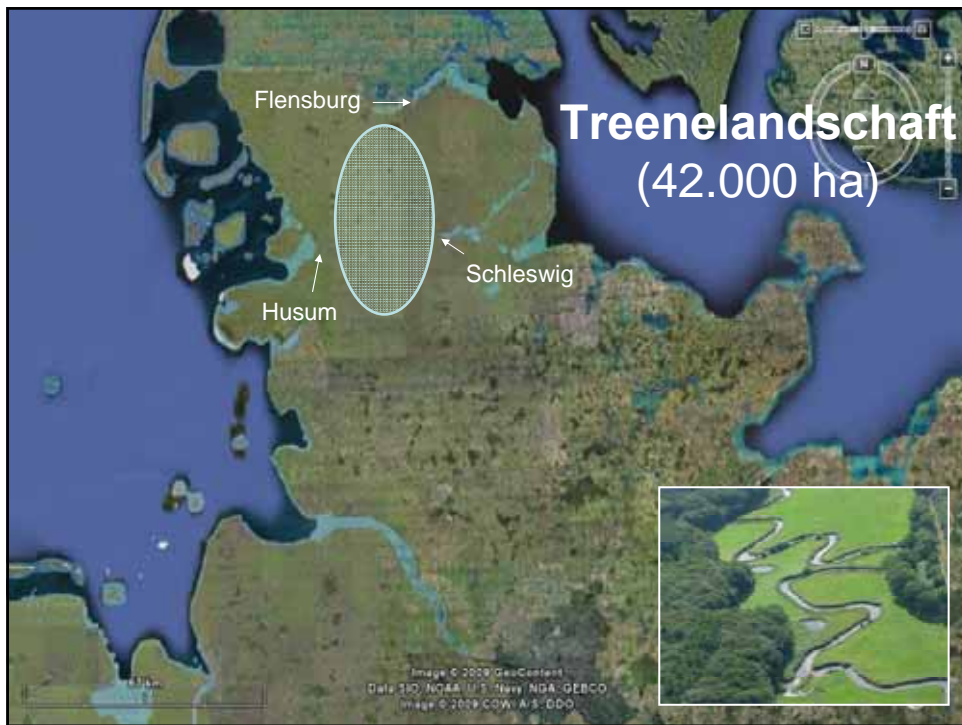 Flensburg
Treenelandschaft
(42.000 ha)
Schleswig
Husum
Image © 2009 GeoContent
Data SIO, NOAA, U.S. Navy, NGA, GEBCO
Image © 2009 COWI A/S, DDO